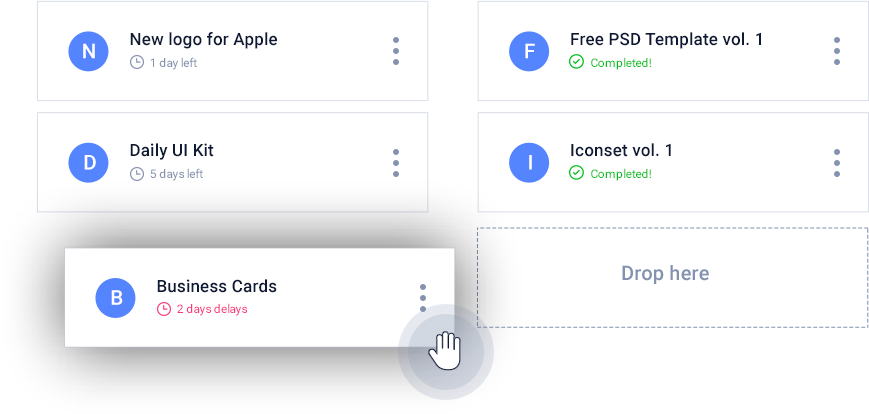 N
New logo for Apple
1 day left
D
Daily UI Kit
5 days left
B
Business Cards
2 days delays
F
Free PSD Template vol. 1
Completed!
I
Iconset vol. 1
Completed!
Drop here